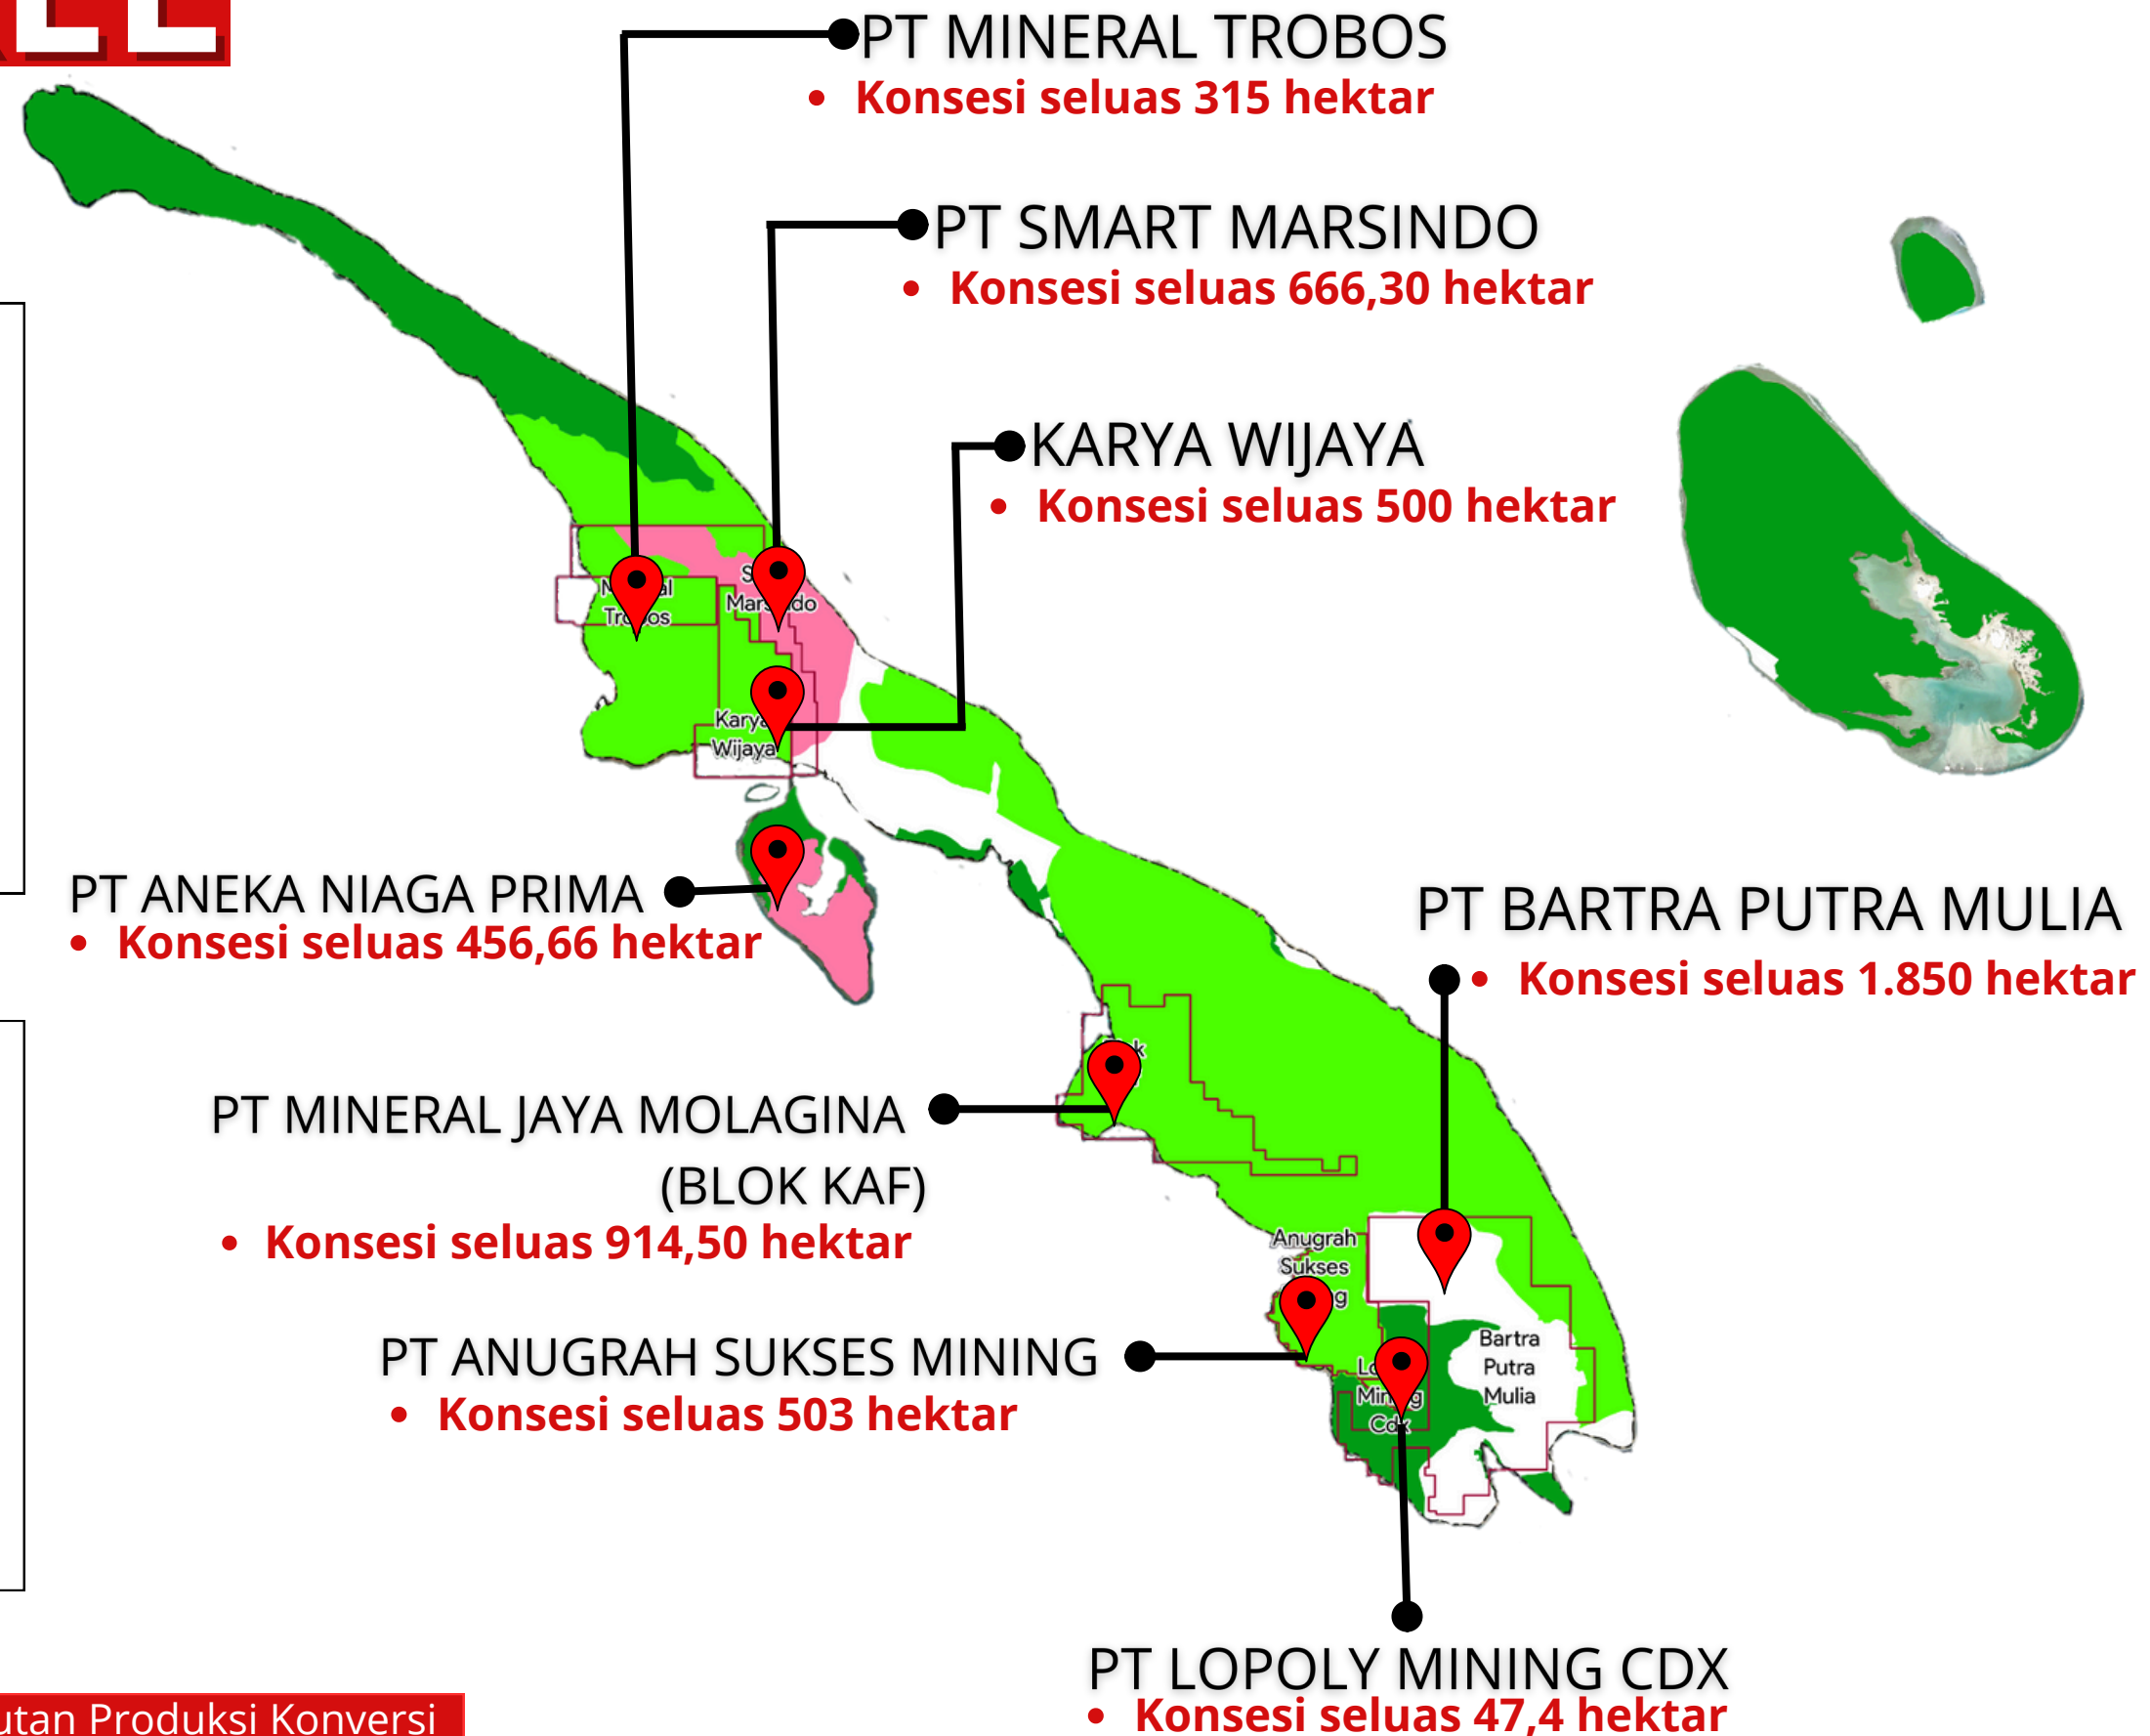 PT MINERAL TROBOS
• Konsesi seluas 315 hektar
PT SMART MARSINDO
• Konsesi seluas 666,30 hektar
KARYA WIJAYA
• Konsesi seluas 500 hektar
Trobos
Marsindo
Karya
Wijaya
PT ANEKA NIAGA PRIMA
• Konsesi seluas 456,66 hektar
PT BARTRA PUTRA MULIA
• Konsesi seluas 1.850 hektar
PT MINERAL JAYA MOLAGINA
(BLOK KAF)
• Konsesi seluas 914,50 hektar
Anugrah
Sukses
PT ANUGRAH SUKSES MINING
• Konsesi seluas 503 hektar
Bartra
Putra
Mulia
Mining
Cdx
PT LOPOLY MINING CDX
• Konsesi seluas 47,4 hektar
utan Produksi Konversi